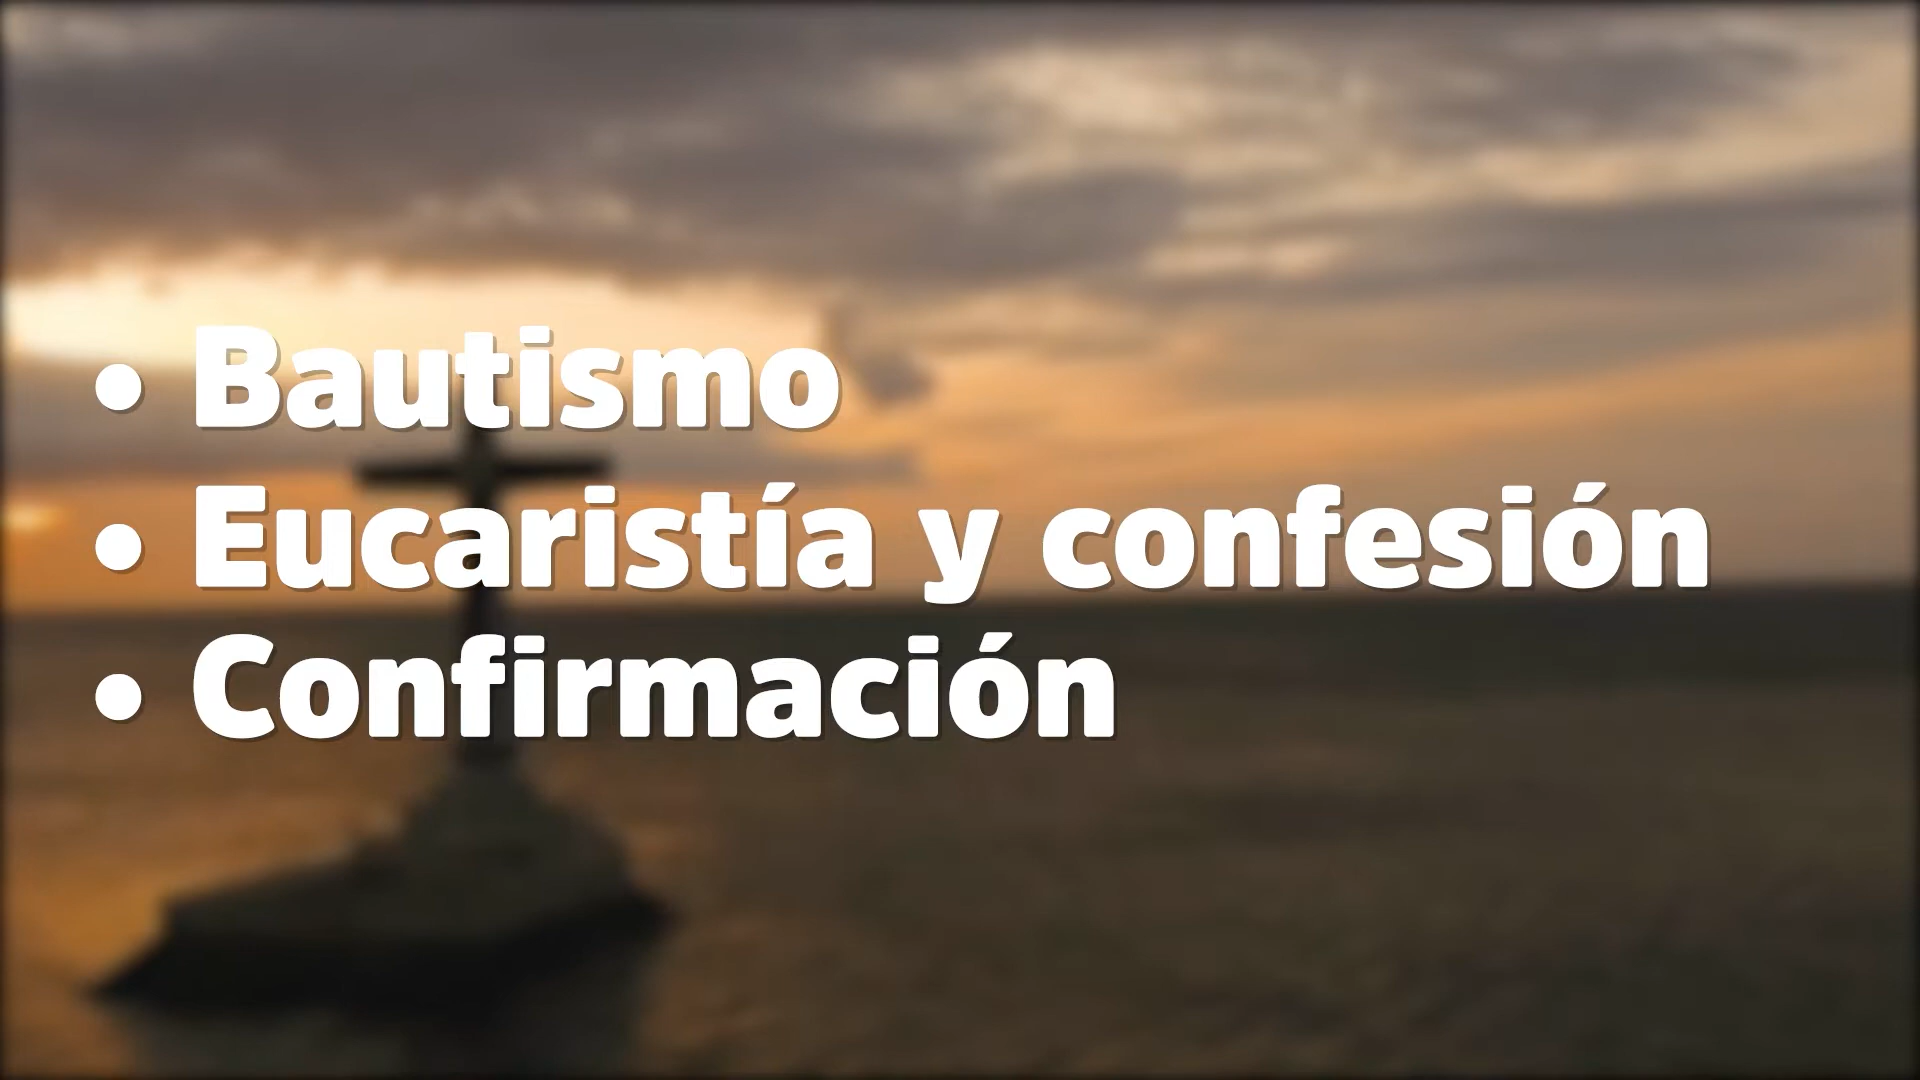 • Bautismo
• Eucaristía y confesión
• Confirmación